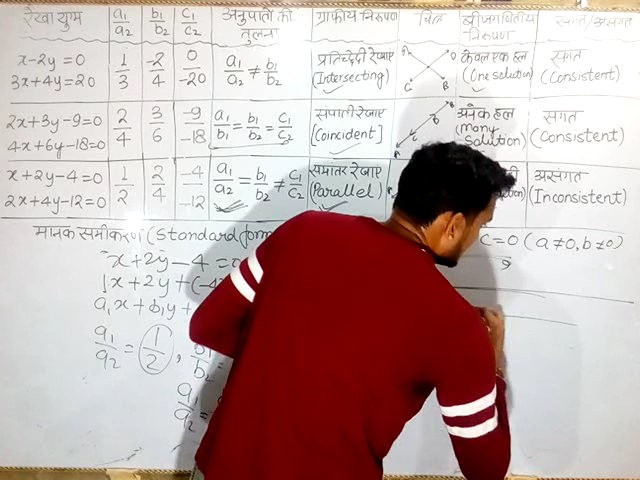 रेखा युग्म a₁/a₂ b₁/b₂ c₁/c₂ अनुपातों की तुलना ग्राफीय निरूपण चित्र बीजगणितीय निरूपण संगत/असंगत
x-2y=0 1/3 -2/4 0/-20 a₁/a₂ ≠ b₁/b₂ प्रतिच्छेदी रेखाए (Intersecting) केवल एक हल (One solution) संगत (Consistent)
3x+4y=20
2x+3y-9=0 2/4 3/6 -9/-18 a₁/b₁ = b₁/b₂ = c₁/c₂ संपाती रेखाए [Coincident] अनेक हल (many solution) संगत (Consistent)
4x+6y-18=0
x+2y-4=0 1/2 2/4 -4/-12 a₁/a₂ = b₁/b₂ ≠ c₁/c₂ समांतर रेखाए (Parallel) असंगत (Inconsistent)
2x+4y-12=0
मानक समीकरण (Standard form c=0 (a≠0, b≠0)
x+2y-4=
1x+2y+(-4
a₁x+b₁y+
a₁/a₂ = 1/2, b₁/b₂ =
a₁/a₂ =